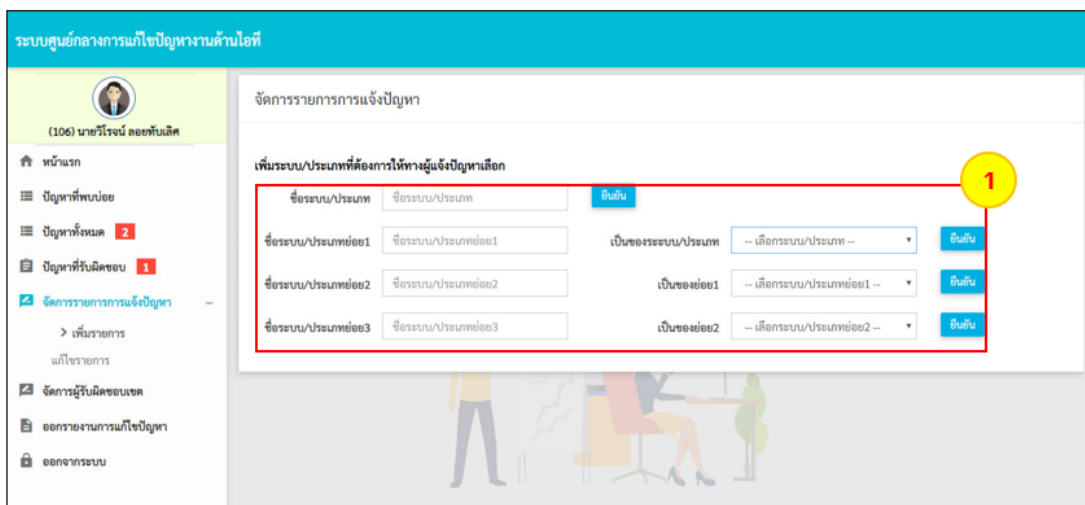 ระบบศูนย์กลางการแก้ไขปัญหางานด้านไอที
(106) นายวิโรจน์ ลอยทับเลิศ
หน้าแรก
ปัญหาที่พบบ่อย
ปัญหาทั้งหมด 2
ปัญหาที่รับผิดชอบ 1
จัดการรายการการแจ้งปัญหา
> เพิ่มรายการ
แก้ไขรายการ
จัดการผู้รับผิดชอบเขต
ออกรายงานการแก้ไขปัญหา
ออกจากระบบ
จัดการรายการการแจ้งปัญหา
เพิ่มระบบ/ประเภทที่ต้องการให้ทางผู้แจ้งปัญหาเลือก
1
ชื่อระบบ/ประเภท ชื่อระบบ/ประเภท ยืนยัน
ชื่อระบบ/ประเภทย่อย1 ชื่อระบบ/ประเภทย่อย1 เป็นของระะบบ/ประเภท -- เลือกระบบ/ประเภท -- ยืนยัน
ชื่อระบบ/ประเภทย่อย2 ชื่อระบบ/ประเภทย่อย2 เป็นของย่อย1 -- เลือกระบบ/ประเภทย่อย1 -- ยืนยัน
ชื่อระบบ/ประเภทย่อย3 ชื่อระบบ/ประเภทย่อย3 เป็นของย่อย2 -- เลือกระบบ/ประเภทย่อย2 -- ยืนยัน